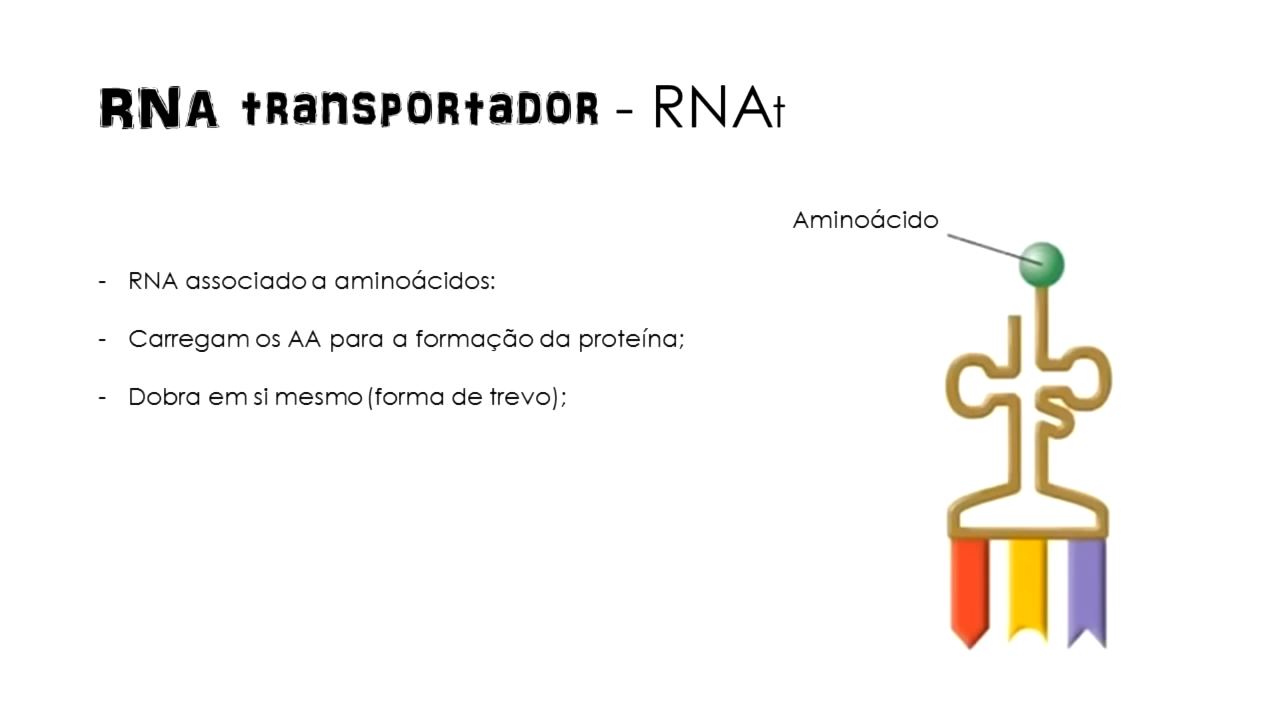 RNA transportador - RNAt
Aminoácido
- RNA associado a aminoácidos:
- Carregam os AA para a formação da proteína;
- Dobra em si mesmo (forma de trevo);